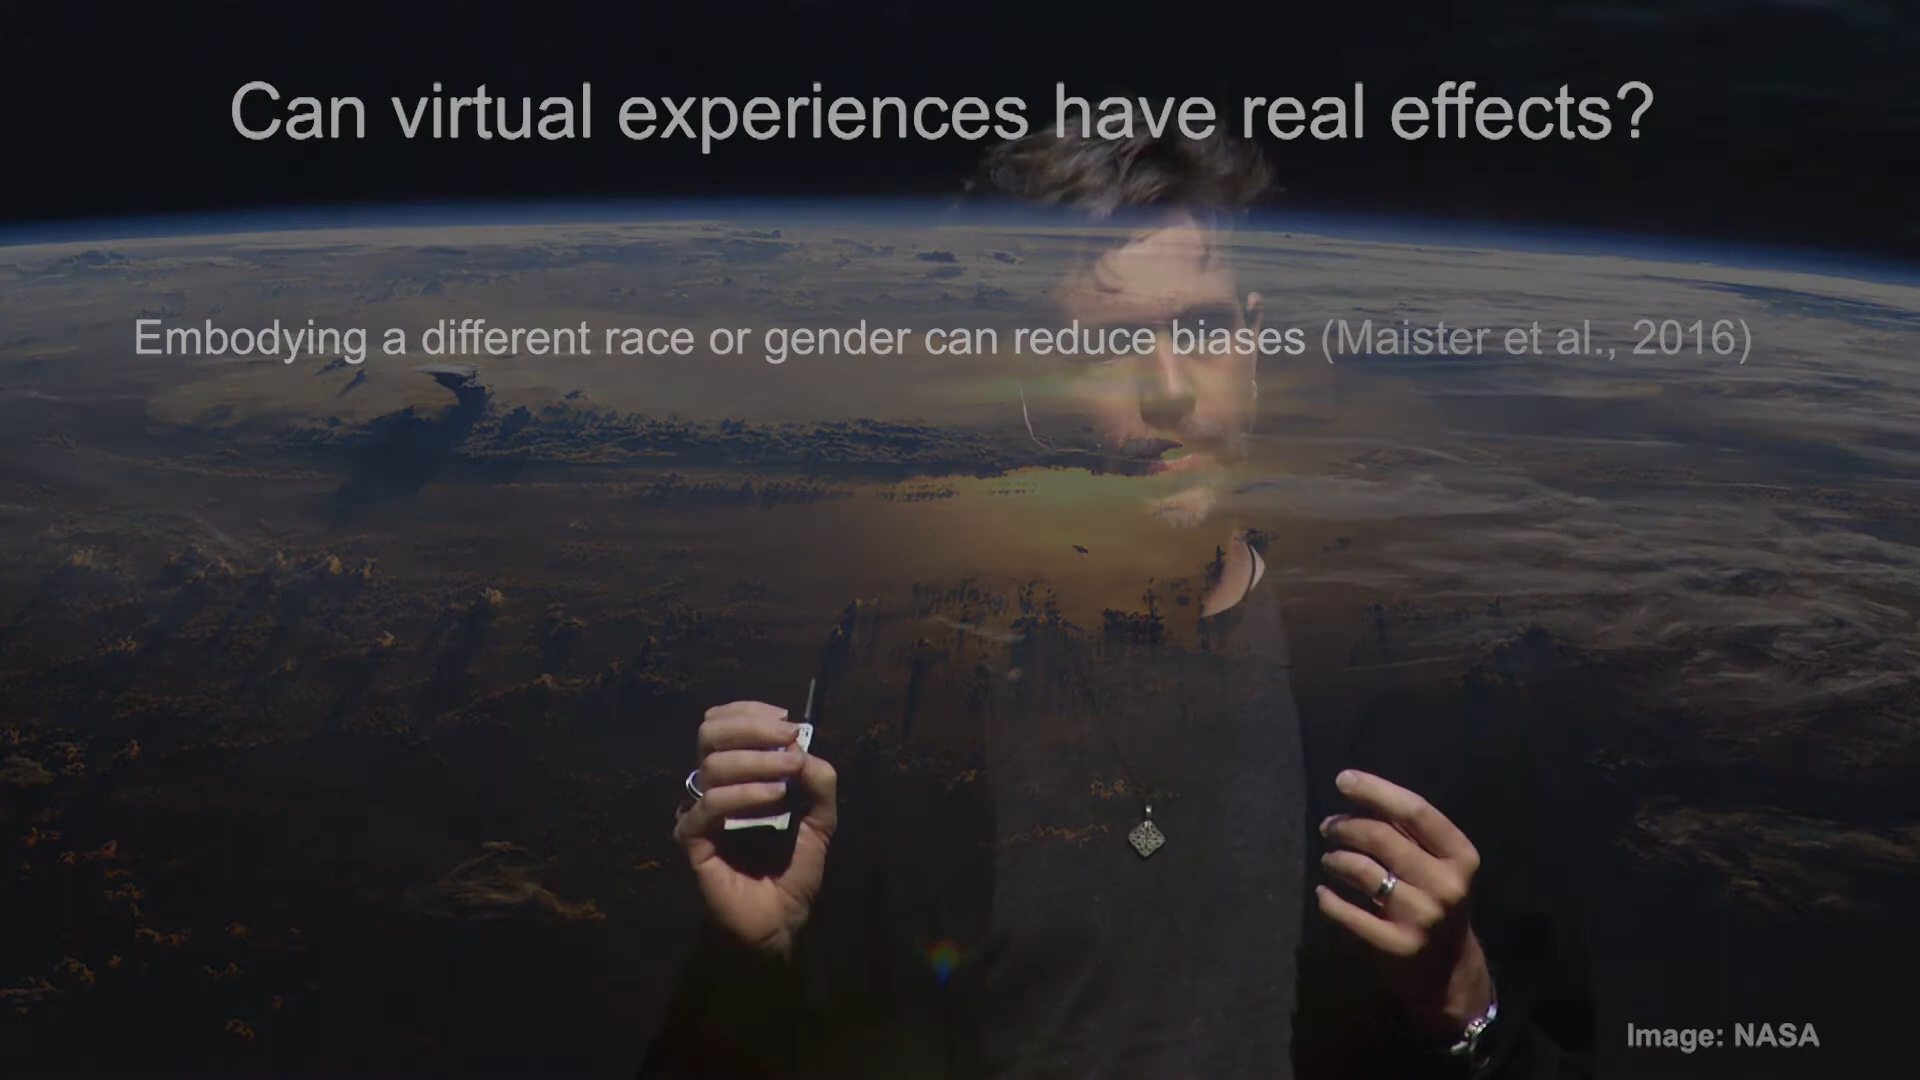 Can virtual experiences have real effects?
Embodying a different race or gender can reduce biases (Maister et al., 2016)
Image: NASA